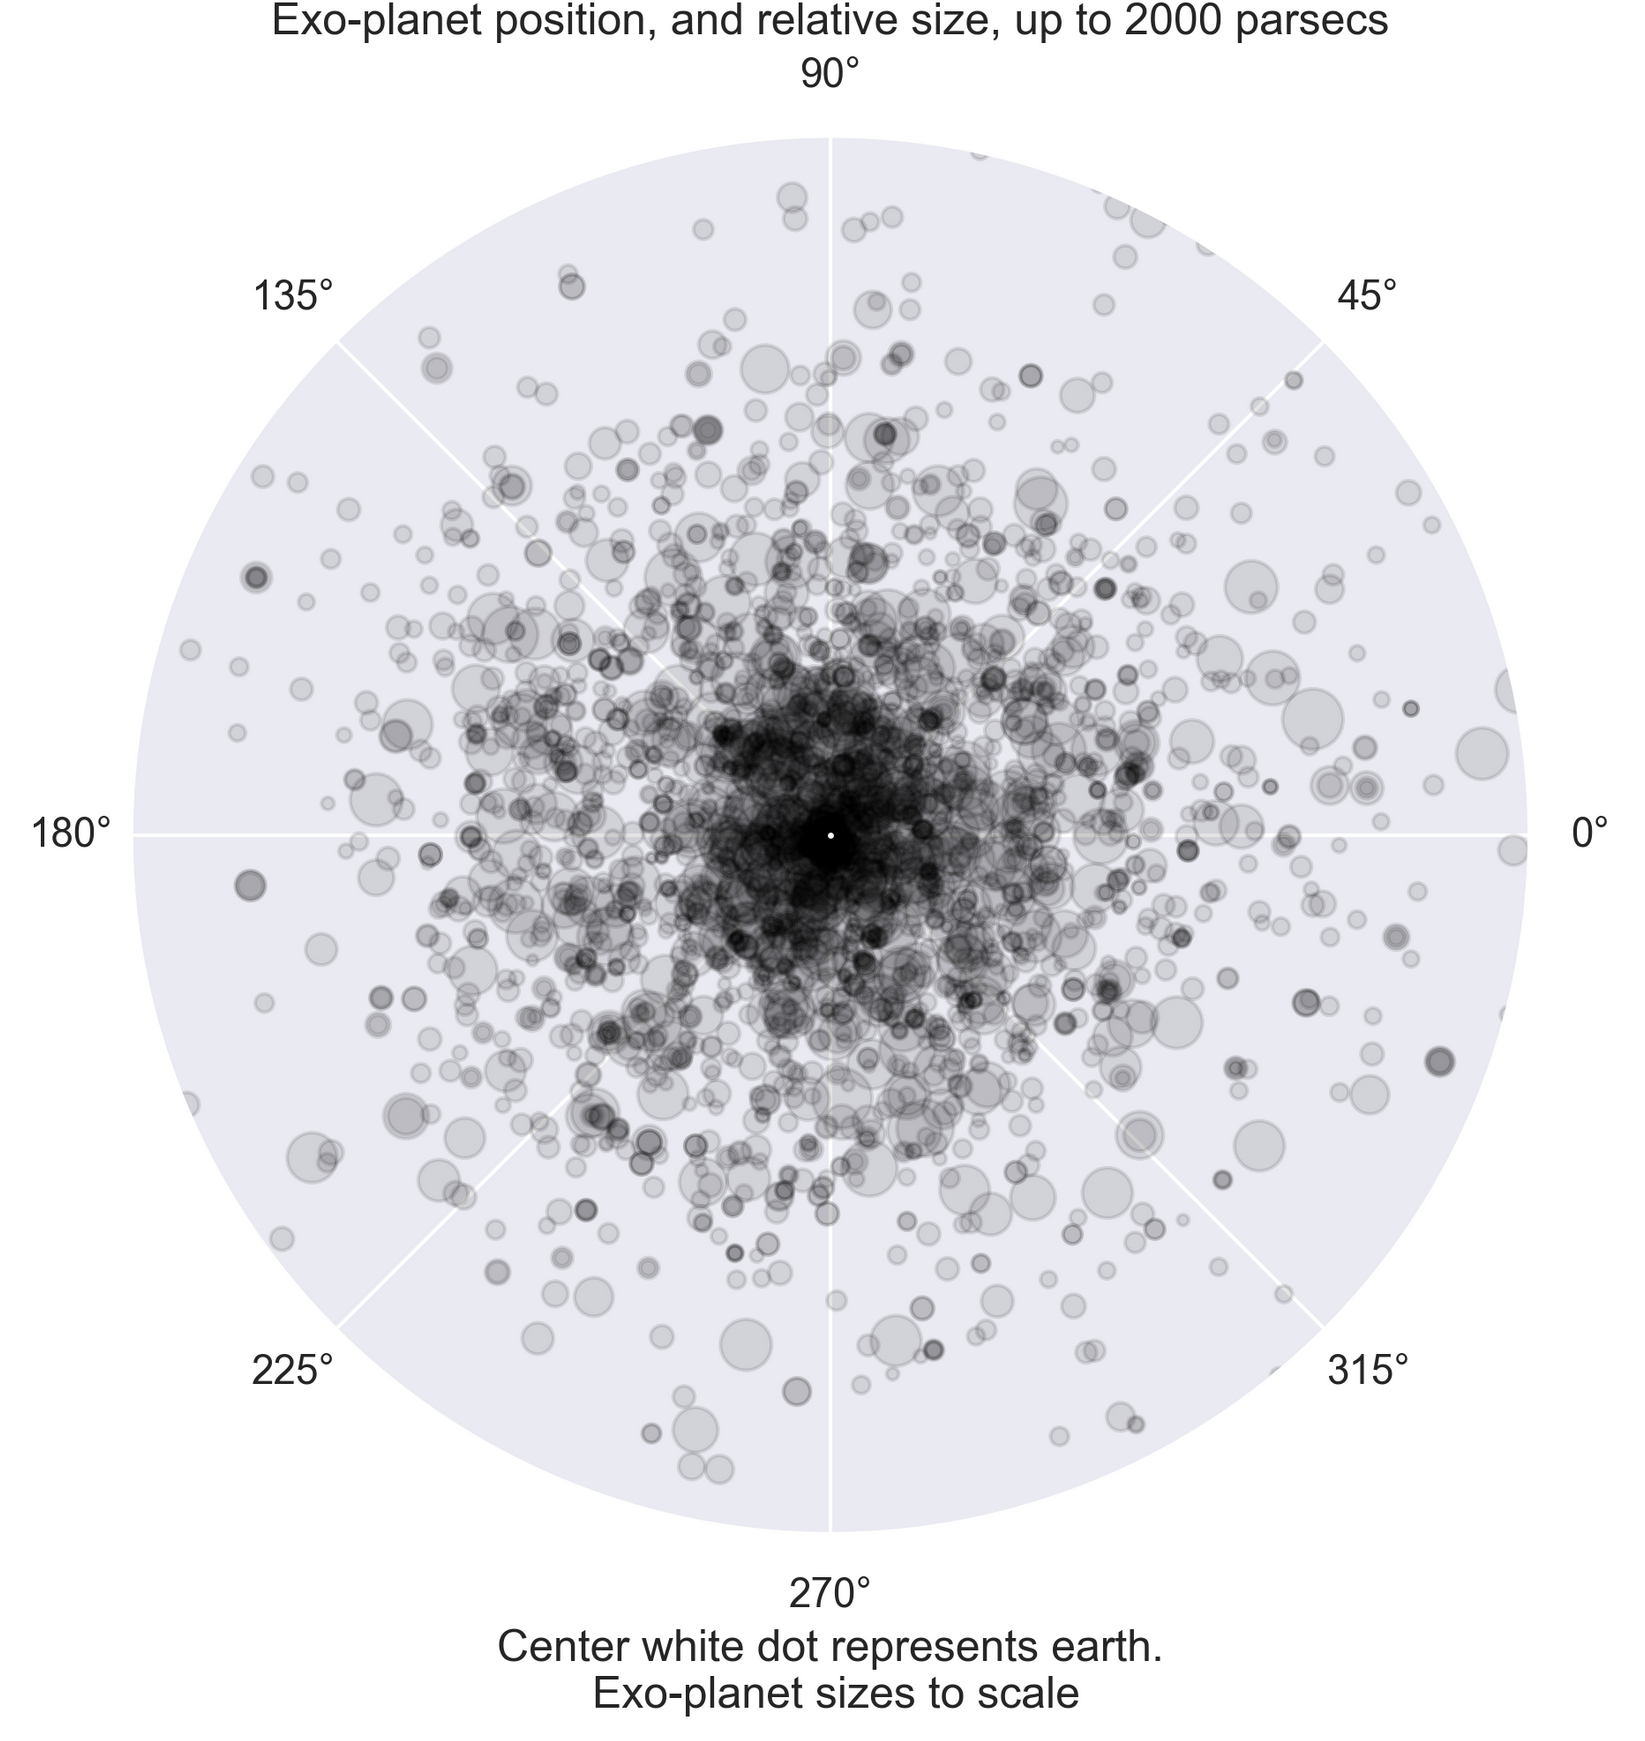 Exo-planet position, and relative size, up to 2000 parsecs
90°
135°
45°
180°
0°
225°
315°
270°
Center white dot represents earth.
Exo-planet sizes to scale